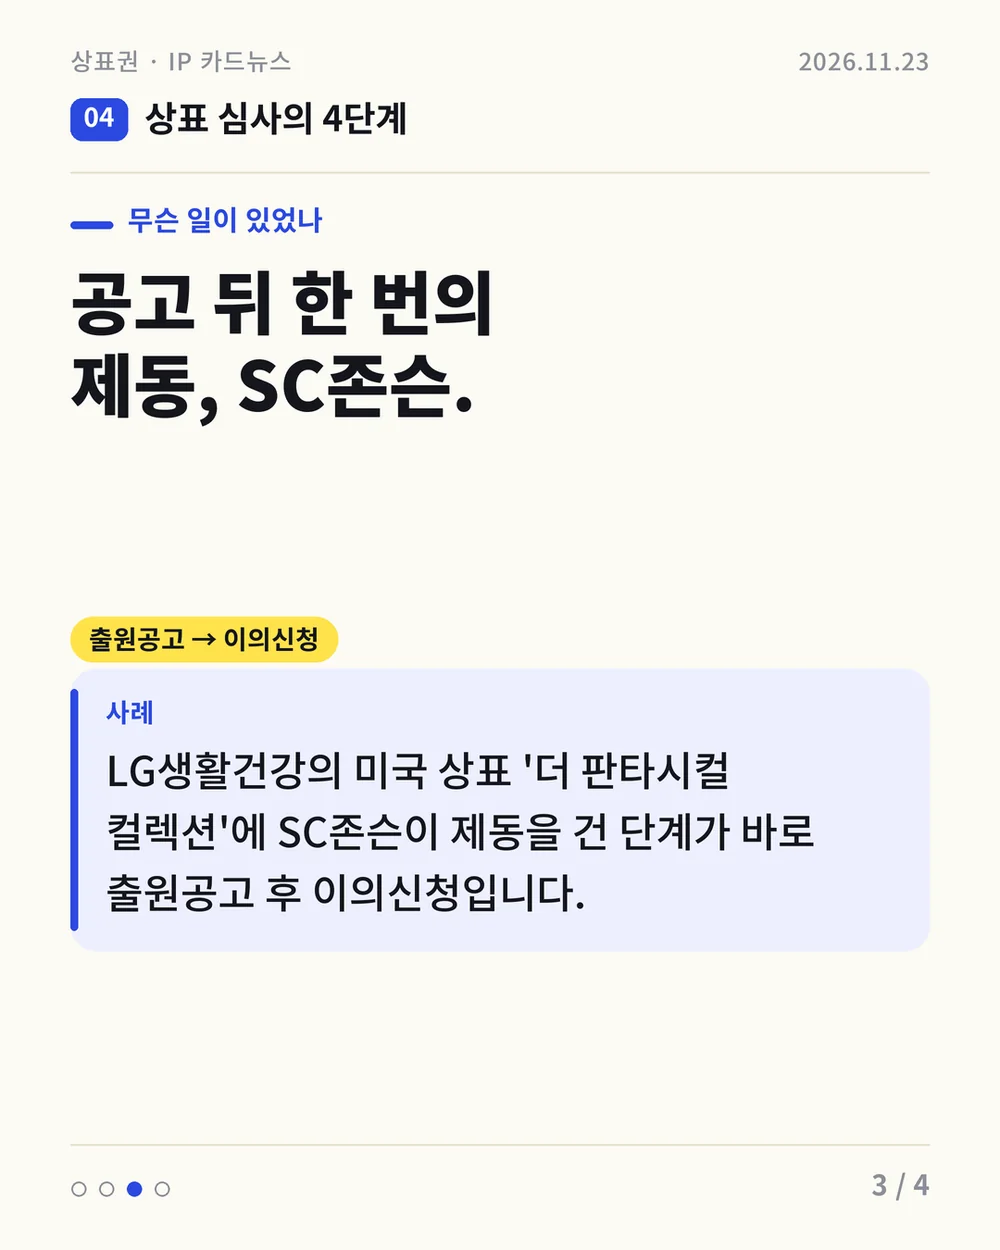 상표권 · IP 카드뉴스
2026.11.23
04 상표 심사의 4단계
무슨 일이 있었나
공고 뒤 한 번의
제동, SC존슨.
출원공고 → 이의신청
사례
LG생활건강의 미국 상표 '더 판타시컬
컬렉션'에 SC존슨이 제동을 건 단계가 바로
출원공고 후 이의신청입니다.
3 / 4